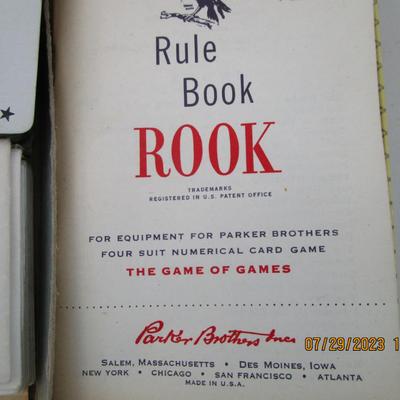 Rule
Book
ROOK
TRADEMARKS
REGISTERED IN U.S. PATENT OFFICE
FOR EQUIPMENT FOR PARKER BROTHERS
FOUR SUIT NUMERICAL CARD GAME
THE GAME OF GAMES
Parker Brothers Inc
SALEM, MASSACHUSETTS • DES MOINES, IOWA
NEW YORK • CHICAGO • SAN FRANCISCO • ATLANTA
MADE IN U.S.A.
07/29/2023 1